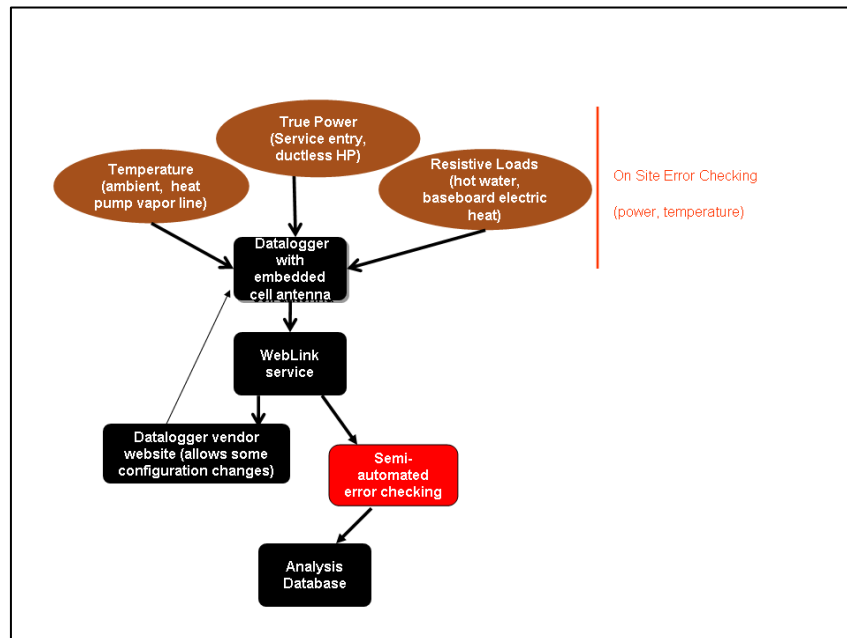 True Power
(Service entry,
ductless HP)
Temperature
(ambient, heat
pump vapor line)
Resistive Loads
(hot water,
baseboard electric
heat)
On Site Error Checking
(power, temperature)
Datalogger
with
embedded
cell antenna
WebLink
service
Datalogger vendor
website (allows some
configuration changes)
Semi-
automated
error checking
Analysis
Database